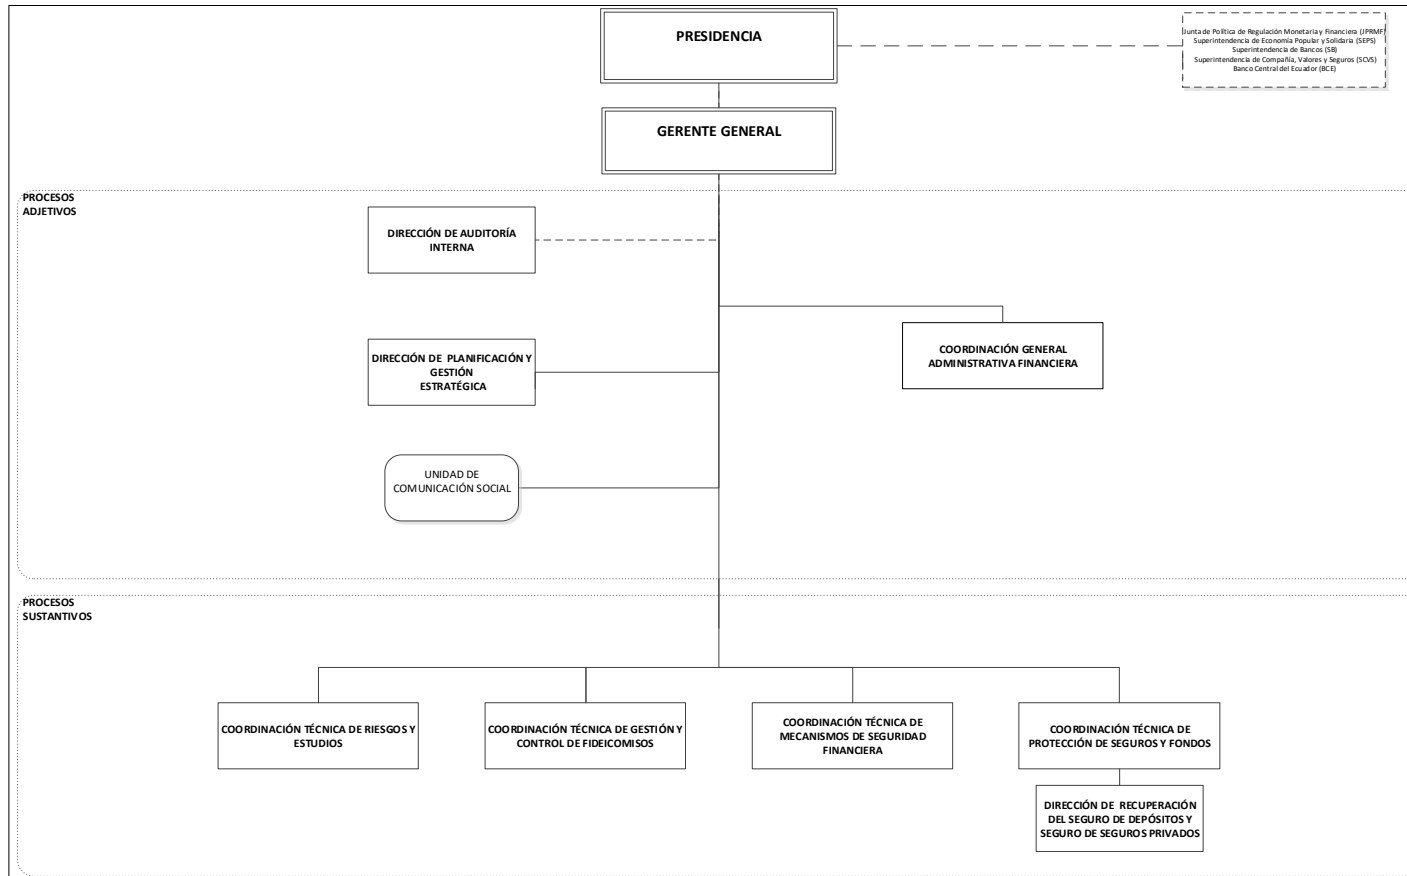 PRESIDENCIA
Junta de Política de Regulación Monetaria y Financiera (JPRMF)
Superintendencia de Economía Popular y Solidaria (SEPS)
Superintendencia de Bancos (SB)
Superintendencia de Compañía, Valores y Seguros (SCVS)
Banco Central del Ecuador (BCE)
GERENTE GENERAL
PROCESOS
ADJETIVOS
DIRECCIÓN DE AUDITORÍA
INTERNA
COORDINACIÓN GENERAL
ADMINISTRATIVA FINANCIERA
DIRECCIÓN DE PLANIFICACIÓN Y
GESTIÓN
ESTRATÉGICA
UNIDAD DE
COMUNICACIÓN SOCIAL
PROCESOS
SUSTANTIVOS
COORDINACIÓN TÉCNICA DE RIESGOS Y
ESTUDIOS
COORDINACIÓN TÉCNICA DE GESTIÓN Y
CONTROL DE FIDEICOMISOS
COORDINACIÓN TÉCNICA DE
MECANISMOS DE SEGURIDAD
FINANCIERA
COORDINACIÓN TÉCNICA DE
PROTECCIÓN DE SEGUROS Y FONDOS
DIRECCIÓN DE RECUPERACIÓN
DEL SEGURO DE DEPÓSITOS Y
SEGURO DE SEGUROS PRIVADOS